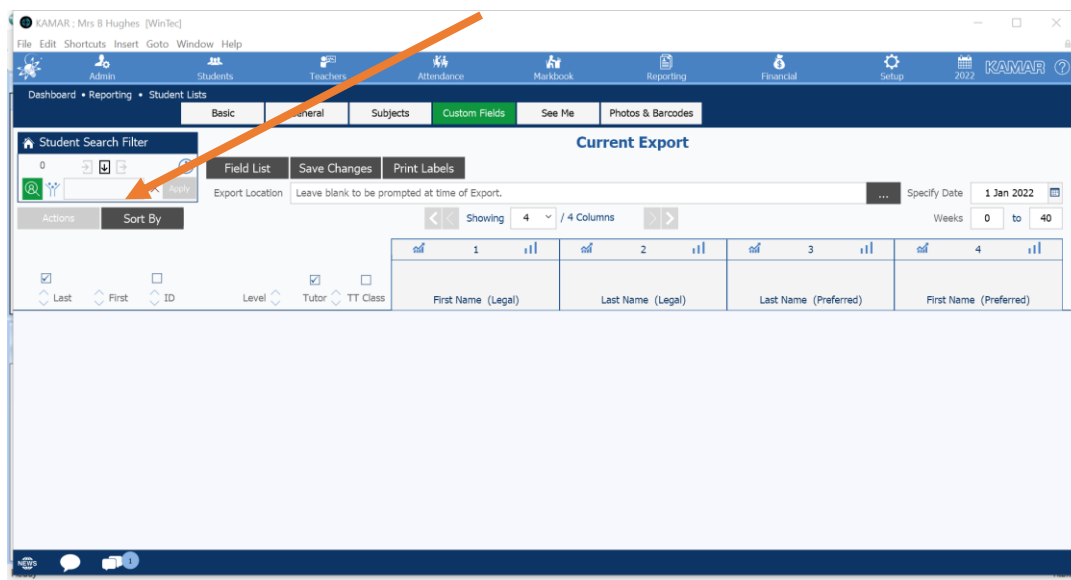 KAMAR : Mrs B Hughes [WinTec]
File Edit Shortcuts Insert Goto Window Help
Admin Students Teachers Attendance Markbook Reporting Financial Setup 2022 KAMAR ?
Dashboard • Reporting • Student Lists
Basic General Subjects Custom Fields See Me Photos & Barcodes
Student Search Filter
Current Export
0
Field List Save Changes Print Labels
Apply
Export Location Leave blank to be prompted at time of Export. ... Specify Date 1 Jan 2022
Actions Sort By
Showing 4 / 4 Columns
Weeks 0 to 40
1 2 3 4
Last First ID Level Tutor TT Class
First Name (Legal) Last Name (Legal) Last Name (Preferred) First Name (Preferred)
NEWS 1